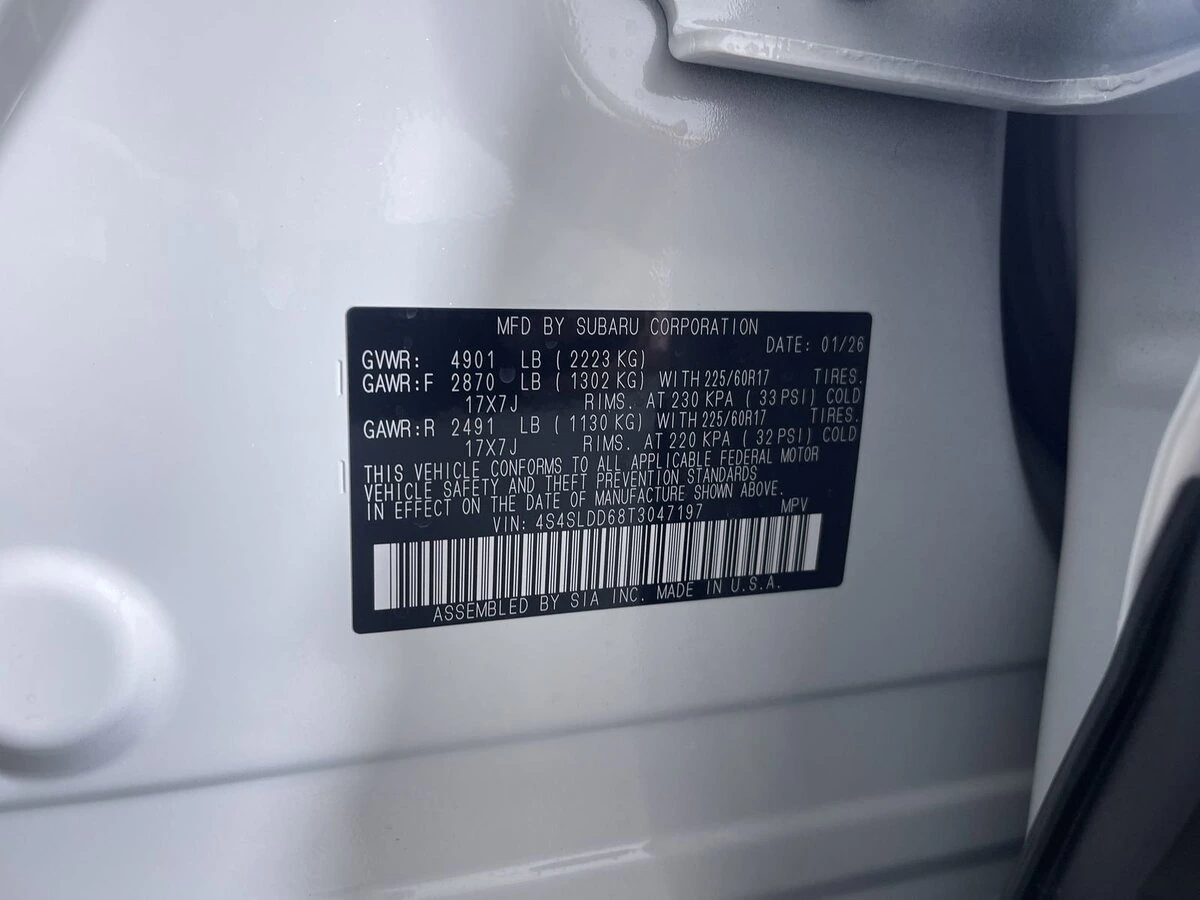 MFD BY SUBARU CORPORATION
DATE: 01/26
GVWR: 4901 LB ( 2223 KG)
GAWR:F 2870 LB ( 1302 KG) WITH 225/60R17 TIRES.
17X7J RIMS. AT 230 KPA ( 33 PSI) COLD
GAWR:R 2491 LB ( 1130 KG) WITH 225/60R17 TIRES.
17X7J RIMS. AT 220 KPA ( 32 PSI) COLD
THIS VEHICLE CONFORMS TO ALL APPLICABLE FEDERAL MOTOR
VEHICLE SAFETY AND THEFT PREVENTION STANDARDS
IN EFFECT ON THE DATE OF MANUFACTURE SHOWN ABOVE.
VIN: 4S4SLDD68T3047197 MPV
ASSEMBLED BY SIA INC. MADE IN U.S.A.